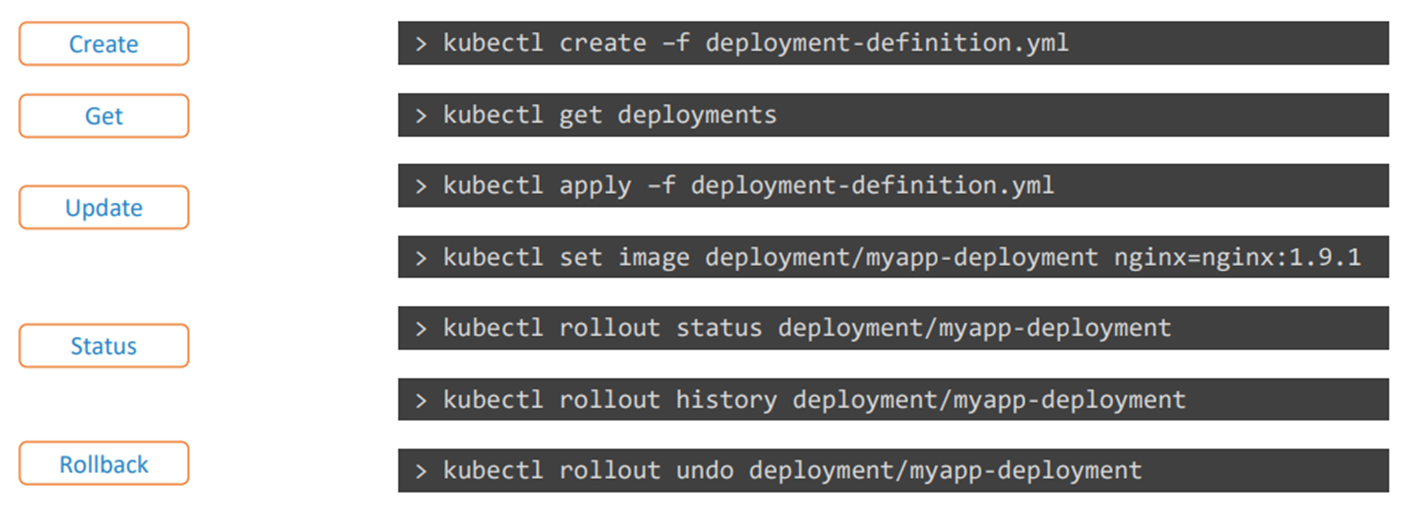 Create
> kubectl create –f deployment-definition.yml
Get
> kubectl get deployments
Update
> kubectl apply –f deployment-definition.yml
> kubectl set image deployment/myapp-deployment nginx=nginx:1.9.1
Status
> kubectl rollout status deployment/myapp-deployment
> kubectl rollout history deployment/myapp-deployment
Rollback
> kubectl rollout undo deployment/myapp-deployment